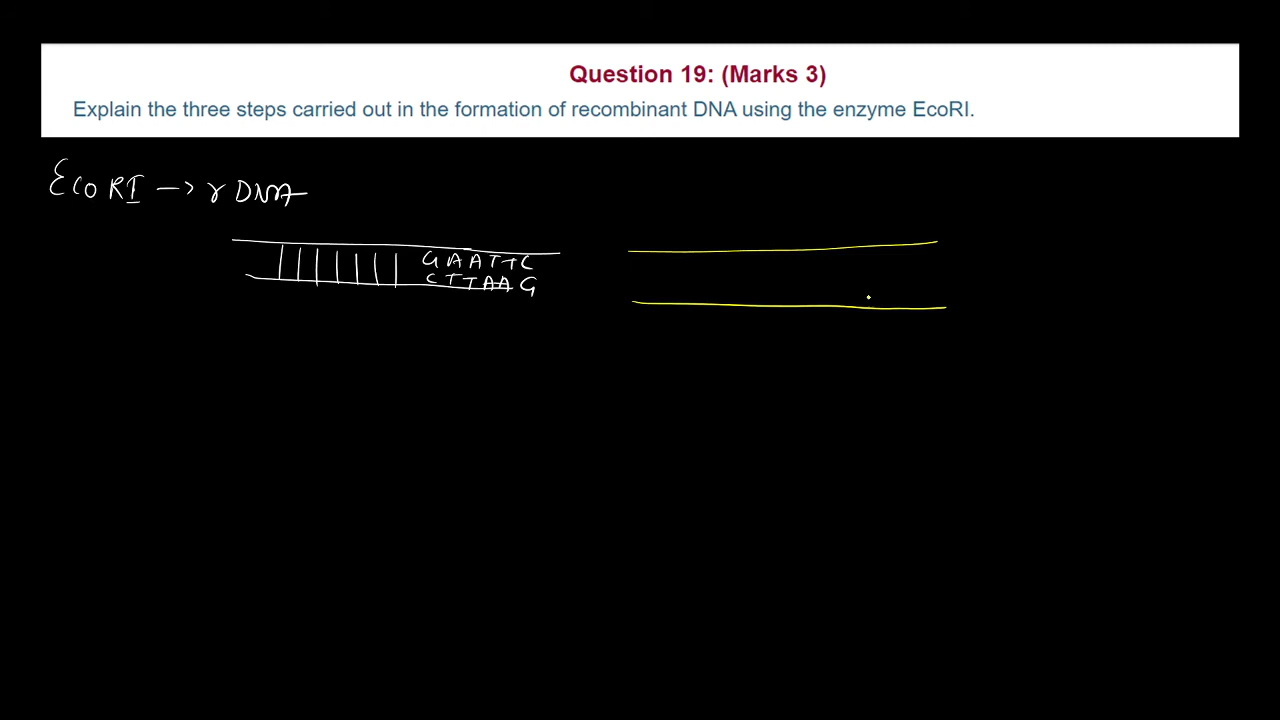 Question 19: (Marks 3)
Explain the three steps carried out in the formation of recombinant DNA using the enzyme EcoRI.
EcoRI -> r DNA
GAATTC
CTTAAG